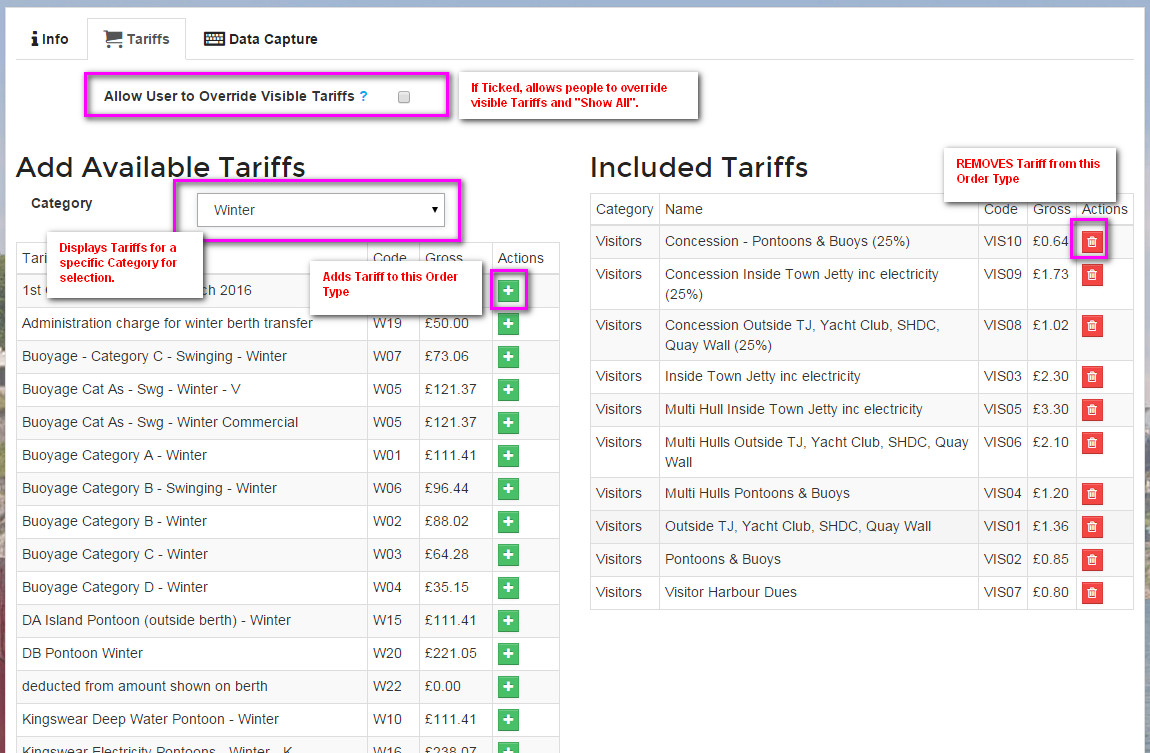 Info Tariffs Data Capture
Allow User to Override Visible Tariffs ?
If Ticked, allows people to override
visible Tariffs and "Show All".
Add Available Tariffs
Category
Winter
Displays Tariffs for a
specific Category for
selection.
Adds Tariff to this Order
Type
Code Gross Actions
1st ch 2016
Administration charge for winter berth transfer W19 £50.00
Buoyage - Category C - Swinging - Winter W07 £73.06
Buoyage Cat As - Swg - Winter - V W05 £121.37
Buoyage Cat As - Swg - Winter Commercial W05 £121.37
Buoyage Category A - Winter W01 £111.41
Buoyage Category B - Swinging - Winter W06 £96.44
Buoyage Category B - Winter W02 £88.02
Buoyage Category C - Winter W03 £64.28
Buoyage Category D - Winter W04 £35.15
DA Island Pontoon (outside berth) - Winter W15 £111.41
DB Pontoon Winter W20 £221.05
deducted from amount shown on berth W22 £0.00
Kingswear Deep Water Pontoon - Winter W10 £111.41
Kingswear Electricity Pontoons - Winter - K W16 £238.07
Included Tariffs
REMOVES Tariff from this
Order Type
Category Name Code Gross Actions
Visitors Concession - Pontoons & Buoys (25%) VIS10 £0.64
Visitors Concession Inside Town Jetty inc electricity VIS09 £1.73
(25%)
Visitors Concession Outside TJ, Yacht Club, SHDC, VIS08 £1.02
Quay Wall (25%)
Visitors Inside Town Jetty inc electricity VIS03 £2.30
Visitors Multi Hull Inside Town Jetty inc electricity VIS05 £3.30
Visitors Multi Hulls Outside TJ, Yacht Club, SHDC, Quay VIS06 £2.10
Wall
Visitors Multi Hulls Pontoons & Buoys VIS04 £1.20
Visitors Outside TJ, Yacht Club, SHDC, Quay Wall VIS01 £1.36
Visitors Pontoons & Buoys VIS02 £0.85
Visitors Visitor Harbour Dues VIS07 £0.80